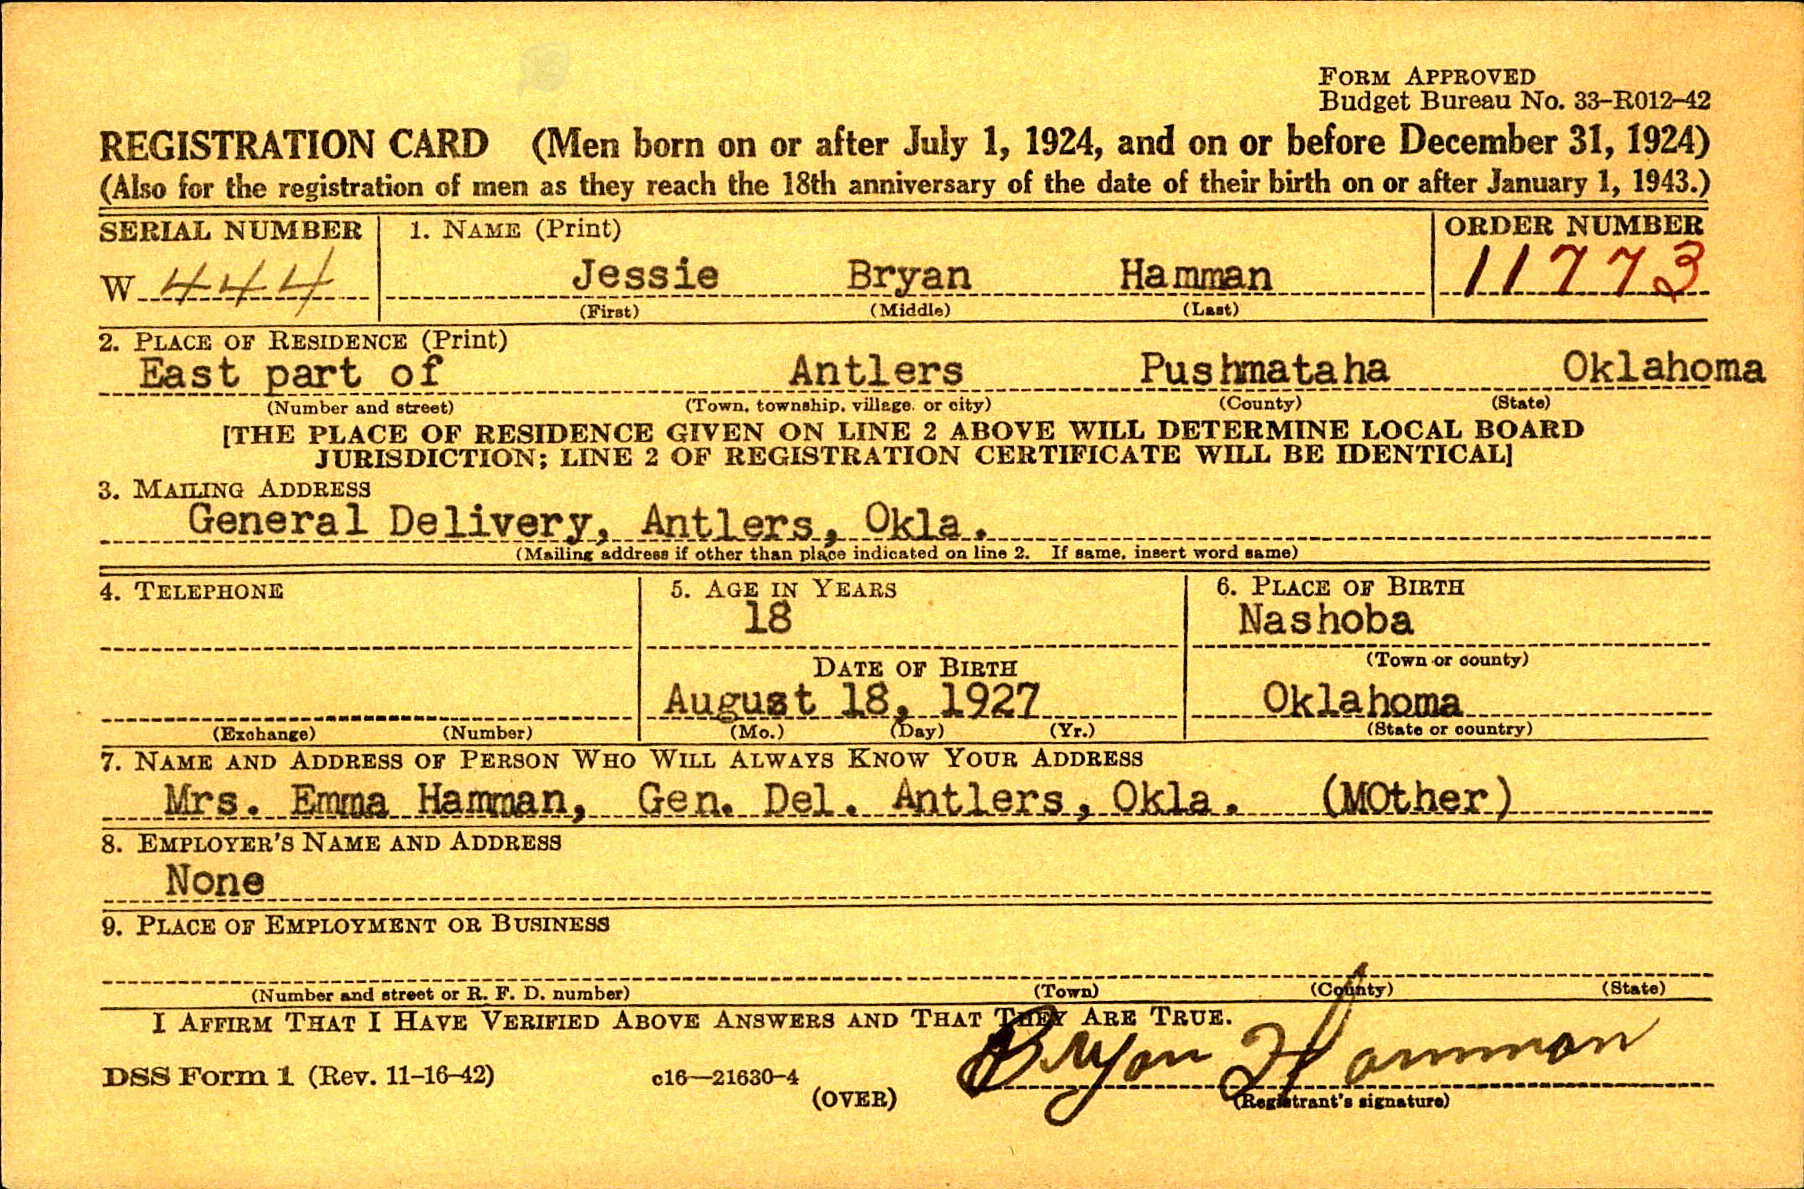 FORM APPROVED
Budget Bureau No. 33–R012–42
REGISTRATION CARD (Men born on or after July 1, 1924, and on or before December 31, 1924)
(Also for the registration of men as they reach the 18th anniversary of the date of their birth on or after January 1, 1943.)
SERIAL NUMBER 1. NAME (Print) ORDER NUMBER
W 444 Jessie Bryan Hamman 11773
(First) (Middle) (Last)
2. PLACE OF RESIDENCE (Print)
East part of Antlers Pushmataha Oklahoma
(Number and street) (Town, township, village, or city) (County) (State)
[THE PLACE OF RESIDENCE GIVEN ON LINE 2 ABOVE WILL DETERMINE LOCAL BOARD
JURISDICTION; LINE 2 OF REGISTRATION CERTIFICATE WILL BE IDENTICAL]
3. MAILING ADDRESS
General Delivery, Antlers, Okla.
(Mailing address if other than place indicated on line 2. If same, insert word same)
4. TELEPHONE 5. AGE IN YEARS 6. PLACE OF BIRTH
18 Nashoba
DATE OF BIRTH (Town or county)
August 18, 1927 Oklahoma
(Exchange) (Number) (Mo.) (Day) (Yr.) (State or country)
7. NAME AND ADDRESS OF PERSON WHO WILL ALWAYS KNOW YOUR ADDRESS
Mrs. Emma Hamman, Gen. Del. Antlers, Okla. (MOther)
8. EMPLOYER'S NAME AND ADDRESS
None
9. PLACE OF EMPLOYMENT OR BUSINESS
(Number and street or R. F. D. number) (Town) (County) (State)
I AFFIRM THAT I HAVE VERIFIED ABOVE ANSWERS AND THAT THEY ARE TRUE.
Bryan Hamman
DSS Form 1 (Rev. 11–16–42) c16—21630-4
(OVER) (Registrant's signature)